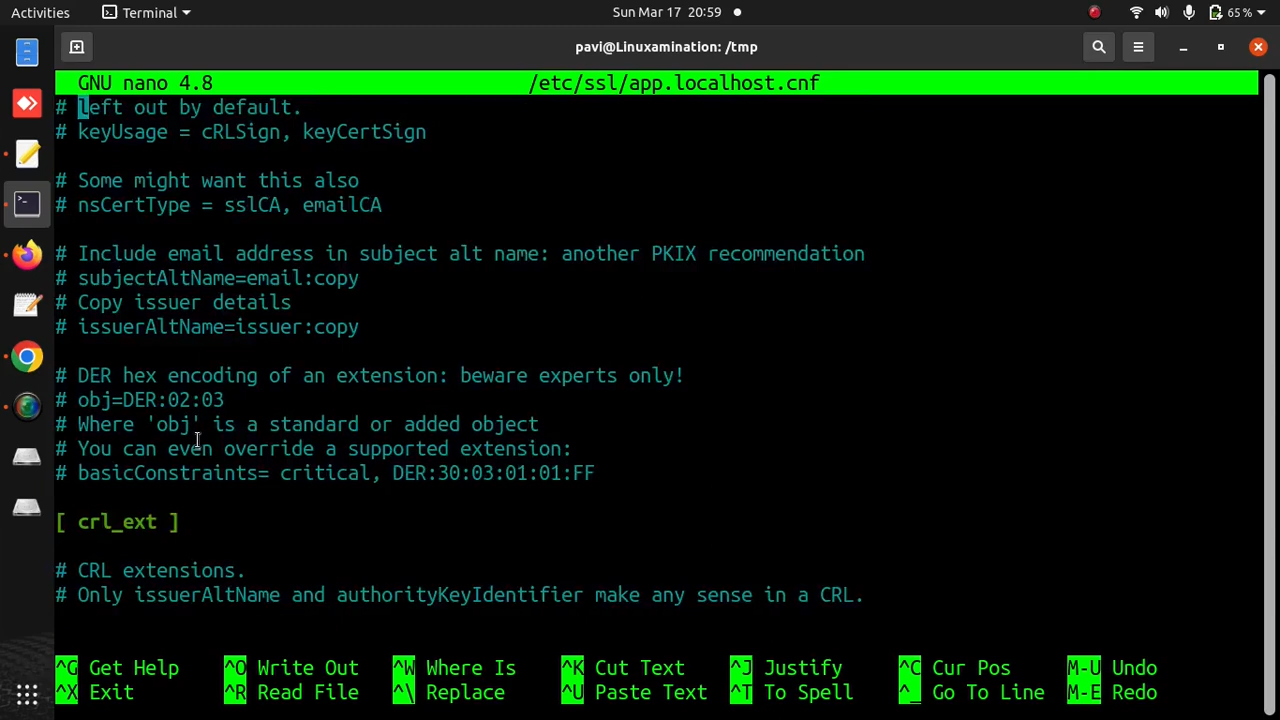 Activities
Terminal
Sun Mar 17 20:59
65 %
pavi@Linuxamination: /tmp
GNU nano 4.8 /etc/ssl/app.localhost.cnf
# left out by default.
# keyUsage = cRLSign, keyCertSign
# Some might want this also
# nsCertType = sslCA, emailCA
# Include email address in subject alt name: another PKIX recommendation
# subjectAltName=email:copy
# Copy issuer details
# issuerAltName=issuer:copy
# DER hex encoding of an extension: beware experts only!
# obj=DER:02:03
# Where 'obj' is a standard or added object
# You can even override a supported extension:
# basicConstraints= critical, DER:30:03:01:01:FF
[ crl_ext ]
# CRL extensions.
# Only issuerAltName and authorityKeyIdentifier make any sense in a CRL.
^G Get Help ^O Write Out ^W Where Is ^K Cut Text ^J Justify ^C Cur Pos M-U Undo
^X Exit ^R Read File ^\ Replace ^U Paste Text ^T To Spell ^_ Go To Line M-E Redo